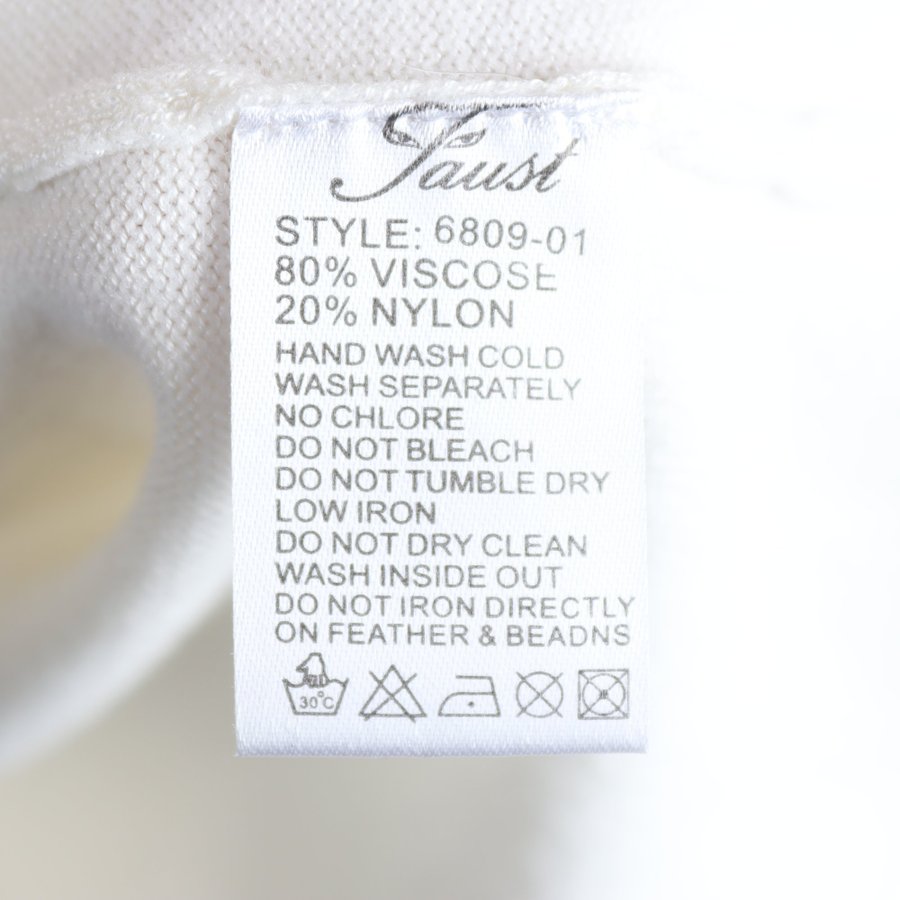 Faust
STYLE: 6809-01
80% VISCOSE
20% NYLON
HAND WASH COLD
WASH SEPARATELY
NO CHLORE
DO NOT BLEACH
DO NOT TUMBLE DRY
LOW IRON
DO NOT DRY CLEAN
WASH INSIDE OUT
DO NOT IRON DIRECTLY
ON FEATHER & BEADNS
30°C